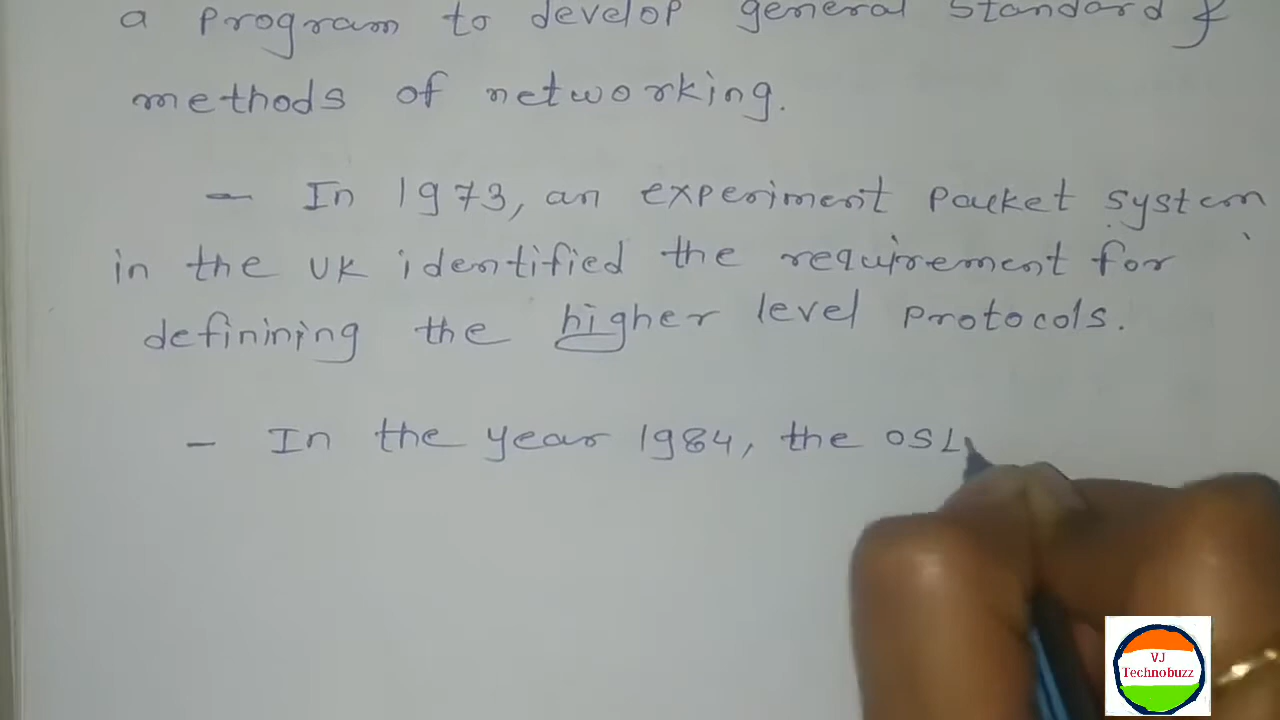 a program to develop general standard &
methods of networking.
- In 1973, an experiment packet system
in the UK identified the requirement for
definining the higher level protocols.
- In the year 1984, the OSI
VJ
Technobuzz